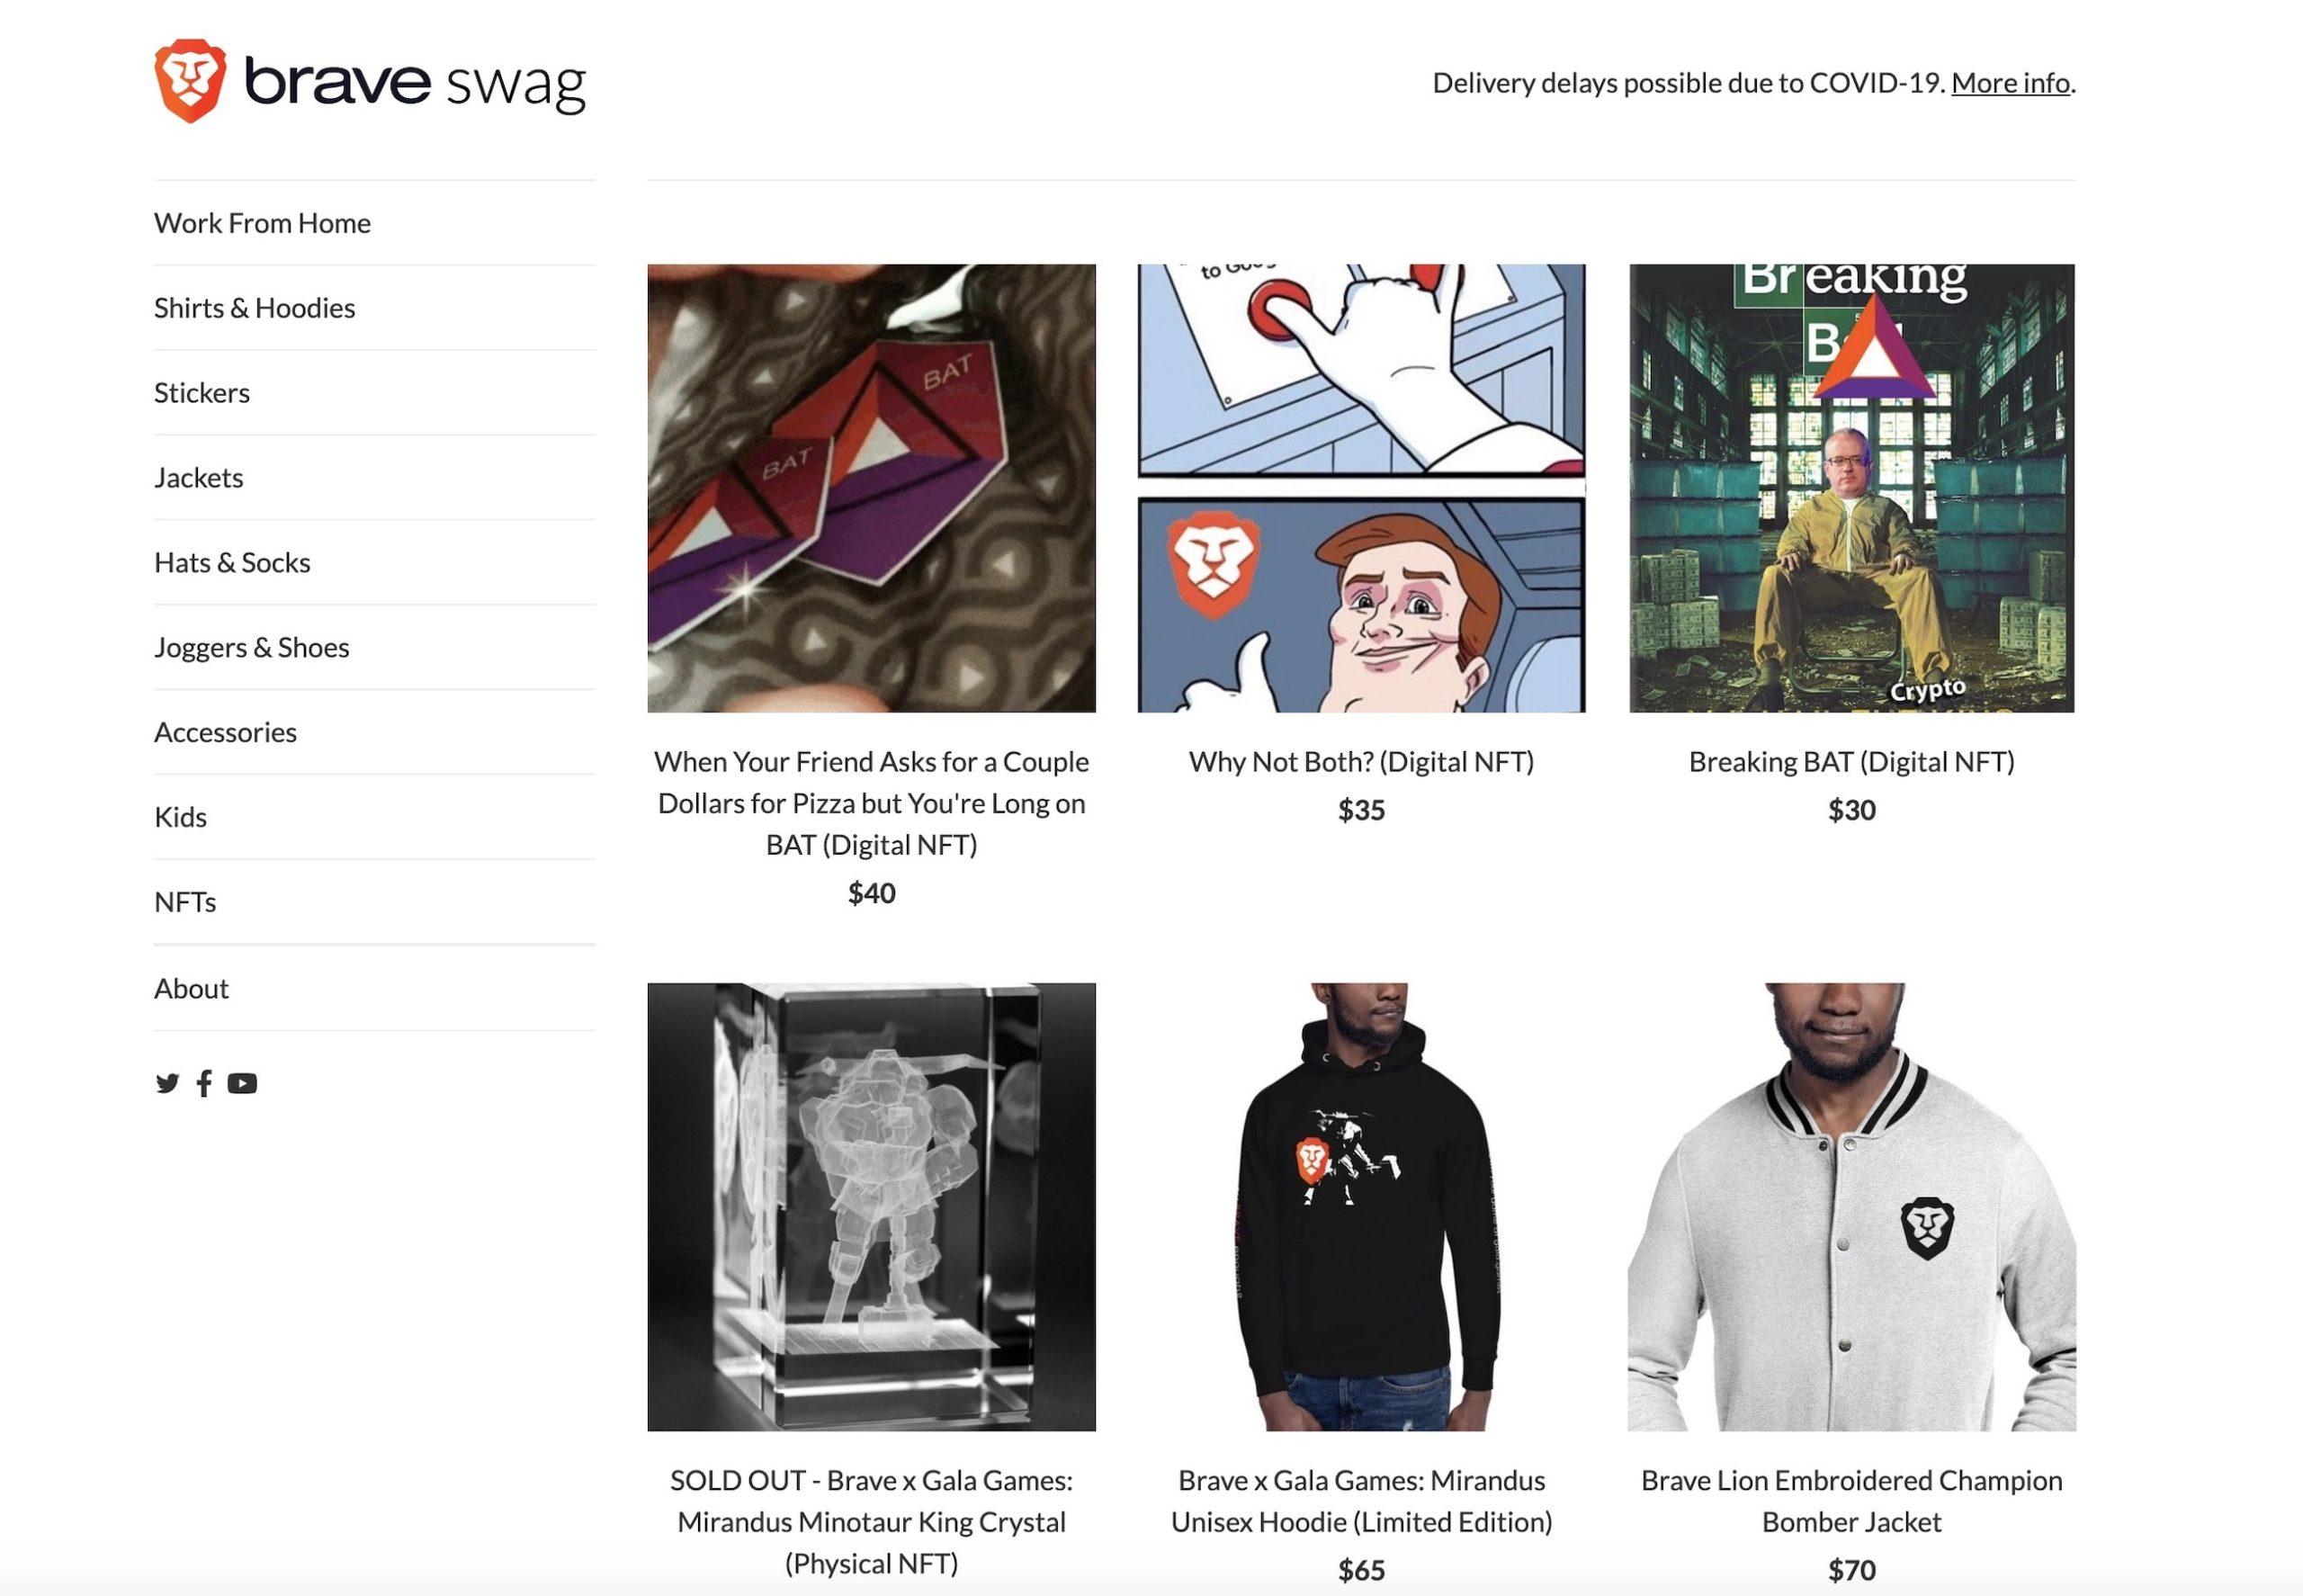 brave swag
Delivery delays possible due to COVID-19. More info.
Work From Home
Shirts & Hoodies
Stickers
Jackets
Hats & Socks
Joggers & Shoes
Accessories
Kids
NFTs
About
BAT
BAT
to
Breaking
Crypto
When Your Friend Asks for a Couple
Dollars for Pizza but You're Long on
BAT (Digital NFT)
$40
Why Not Both? (Digital NFT)
$35
Breaking BAT (Digital NFT)
$30
SOLD OUT - Brave x Gala Games:
Mirandus Minotaur King Crystal
(Physical NFT)
Brave x Gala Games: Mirandus
Unisex Hoodie (Limited Edition)
$65
Brave Lion Embroidered Champion
Bomber Jacket
$70